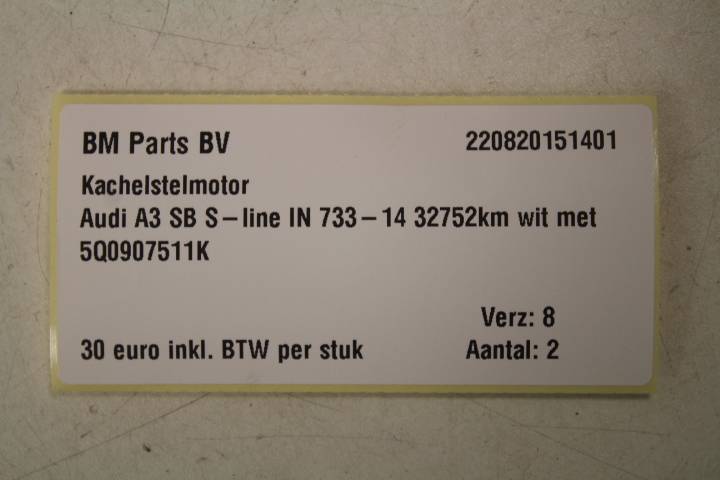 BM Parts BV 220820151401
Kachelstelmotor
Audi A3 SB S-line IN 733-14 32752km wit met
5Q0907511K
Verz: 8
30 euro inkl. BTW per stuk Aantal: 2